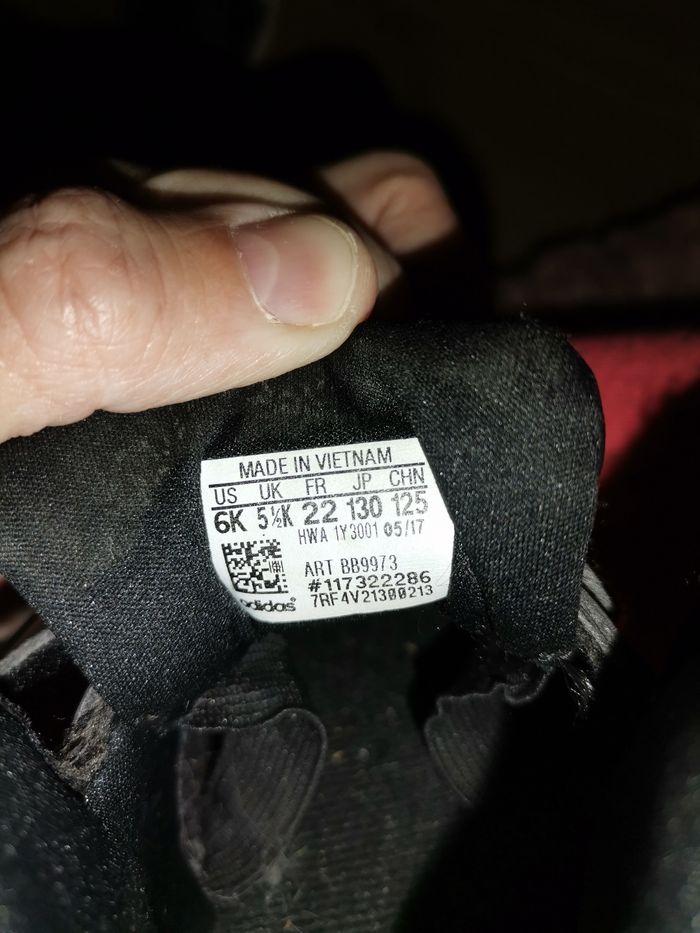 MADE IN VIETNAM
US UK FR JP CHN
6K 5½K 22 130 125
HWA 1Y3001 05/17
ART BB9973
#117322286
adidas 7RF4V21300213